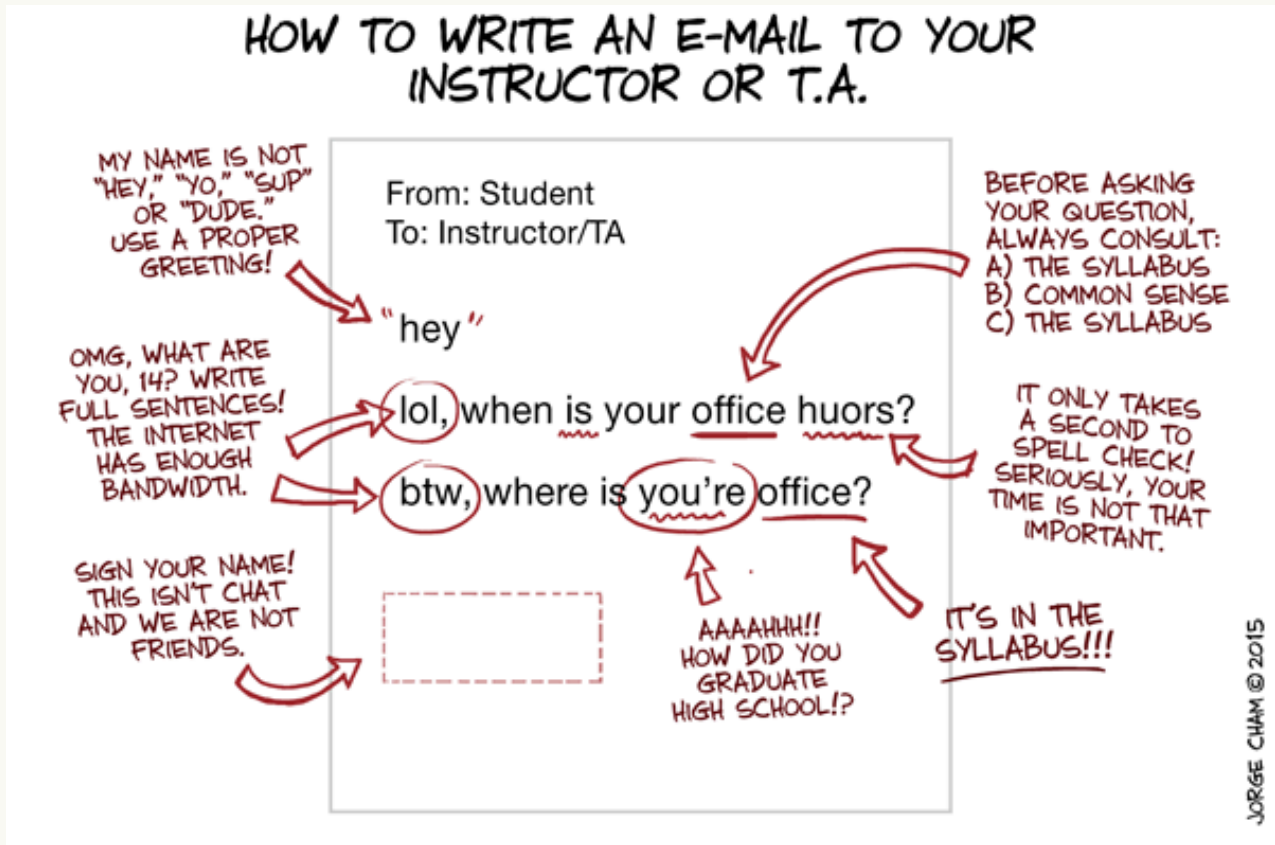 HOW TO WRITE AN E-MAIL TO YOUR
INSTRUCTOR OR T.A.
MY NAME IS NOT
"HEY," "YO," "SUP"
OR "DUDE."
USE A PROPER
GREETING!
From: Student
To: Instructor/TA
BEFORE ASKING
YOUR QUESTION,
ALWAYS CONSULT:
A) THE SYLLABUS
B) COMMON SENSE
C) THE SYLLABUS
"hey"
OMG, WHAT ARE
YOU, 14? WRITE
FULL SENTENCES!
THE INTERNET
HAS ENOUGH
BANDWIDTH.
lol, when is your office huors?
btw, where is you're office?
IT ONLY TAKES
A SECOND TO
SPELL CHECK!
SERIOUSLY, YOUR
TIME IS NOT THAT
IMPORTANT.
SIGN YOUR NAME!
THIS ISN'T CHAT
AND WE ARE NOT
FRIENDS.
AAAAHHH!!
HOW DID YOU
GRADUATE
HIGH SCHOOL!?
IT'S IN THE
SYLLABUS!!!
JORGE CHAM © 2015